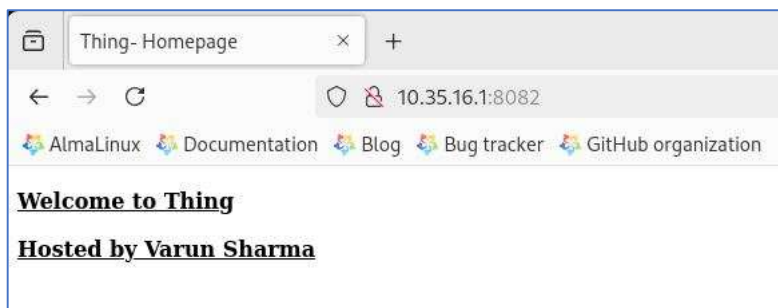 Thing- Homepage
10.35.16.1:8082
AlmaLinux Documentation Blog Bug tracker GitHub organization
Welcome to Thing
Hosted by Varun Sharma